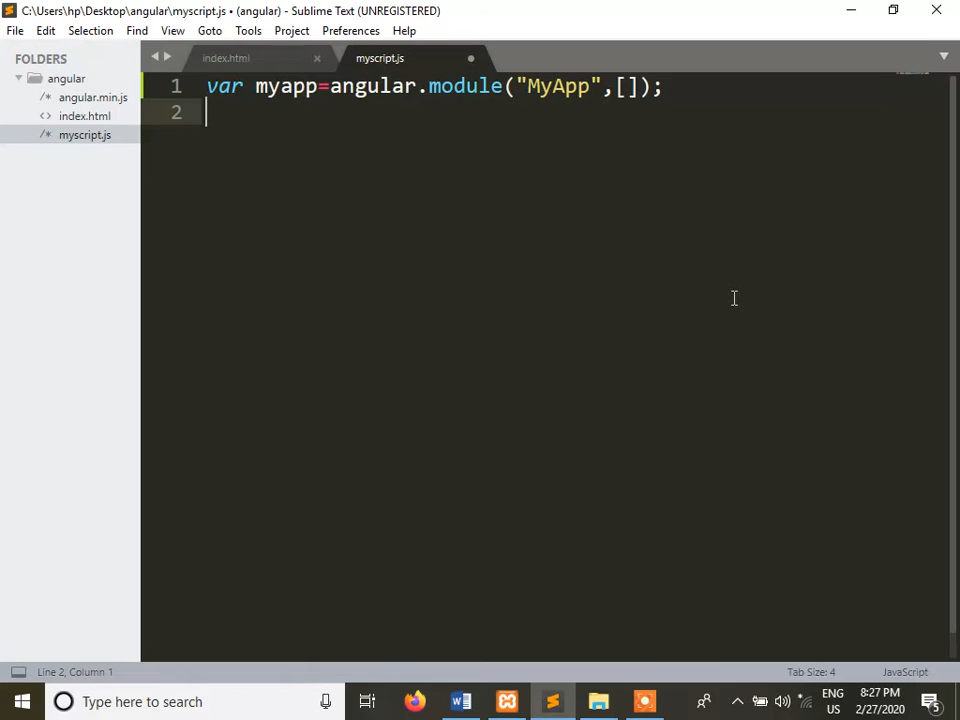 C:\Users\hp\Desktop\angular\myscript.js • (angular) - Sublime Text (UNREGISTERED)
File Edit Selection Find View Goto Tools Project Preferences Help
FOLDERS
angular
/* angular.min.js
<> index.html
/* myscript.js
index.html
myscript.js
1 var myapp=angular.module("MyApp",[]);
2
Line 2, Column 1
Tab Size: 4
JavaScript
Type here to search
ENG
US
8:27 PM
2/27/2020
5